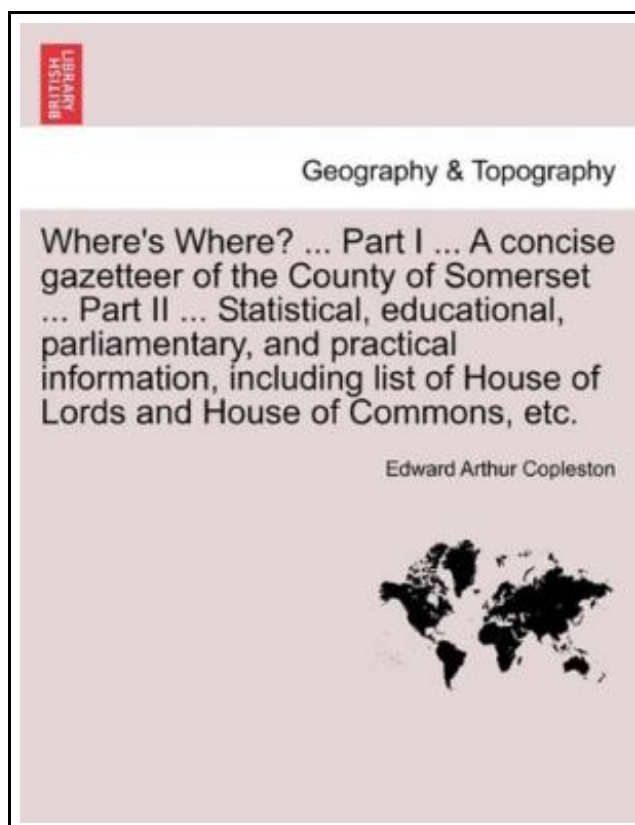 BRITISH
LIBRARY
Geography & Topography
Where's Where? ... Part I ... A concise
gazetteer of the County of Somerset
... Part II ... Statistical, educational,
parliamentary, and practical
information, including list of House of
Lords and House of Commons, etc.
Edward Arthur Copleston